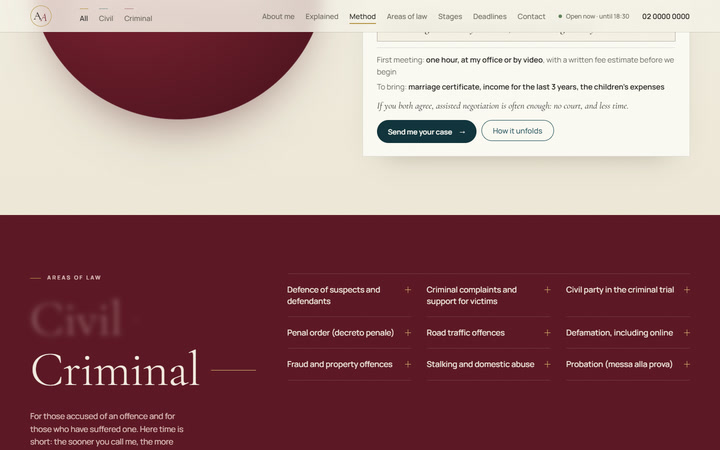 AA
All
Civil
Criminal
About me
Explained
Method
Areas of law
Stages
Deadlines
Contact
Open now · until 18:30
02 0000 0000
First meeting: one hour, at my office or by video, with a written fee estimate before we
begin
To bring: marriage certificate, income for the last 3 years, the children's expenses
If you both agree, assisted negotiation is often enough: no court, and less time.
Send me your case →
How it unfolds
AREAS OF LAW
Civil
Criminal
For those accused of an offence and for
those who have suffered one. Here time is
short: the sooner you call me, the more
Defence of suspects and
defendants
Criminal complaints and
support for victims
Civil party in the criminal trial
Penal order (decreto penale)
Road traffic offences
Defamation, including online
Fraud and property offences
Stalking and domestic abuse
Probation (messa alla prova)